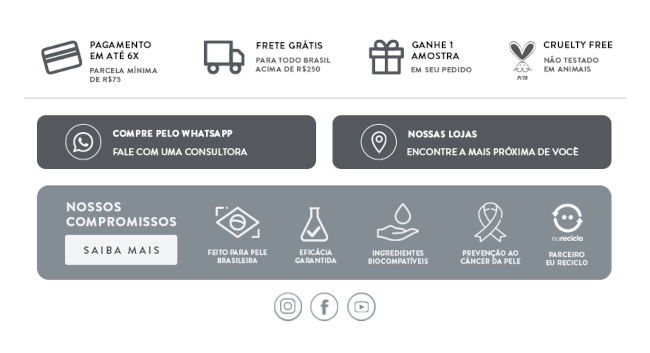 PAGAMENTO
EM ATÉ 6X
PARCELA MÍNIMA
DE R$75
FRETE GRÁTIS
PARA TODO BRASIL
ACIMA DE R$250
GANHE 1
AMOSTRA
EM SEU PEDIDO
PETA
CRUELTY FREE
NÃO TESTADO
EM ANIMAIS
COMPRE PELO WHATSAPP
FALE COM UMA CONSULTORA
NOSSAS LOJAS
ENCONTRE A MAIS PRÓXIMA DE VOCÊ
NOSSOS
COMPROMISSOS
SAIBA MAIS
FEITO PARA PELE
BRASILEIRA
EFICÁCIA
GARANTIDA
INGREDIENTES
BIOCOMPATÍVEIS
PREVENÇÃO AO
CÂNCER DA PELE
eureciclo
PARCEIRO
EU RECICLO